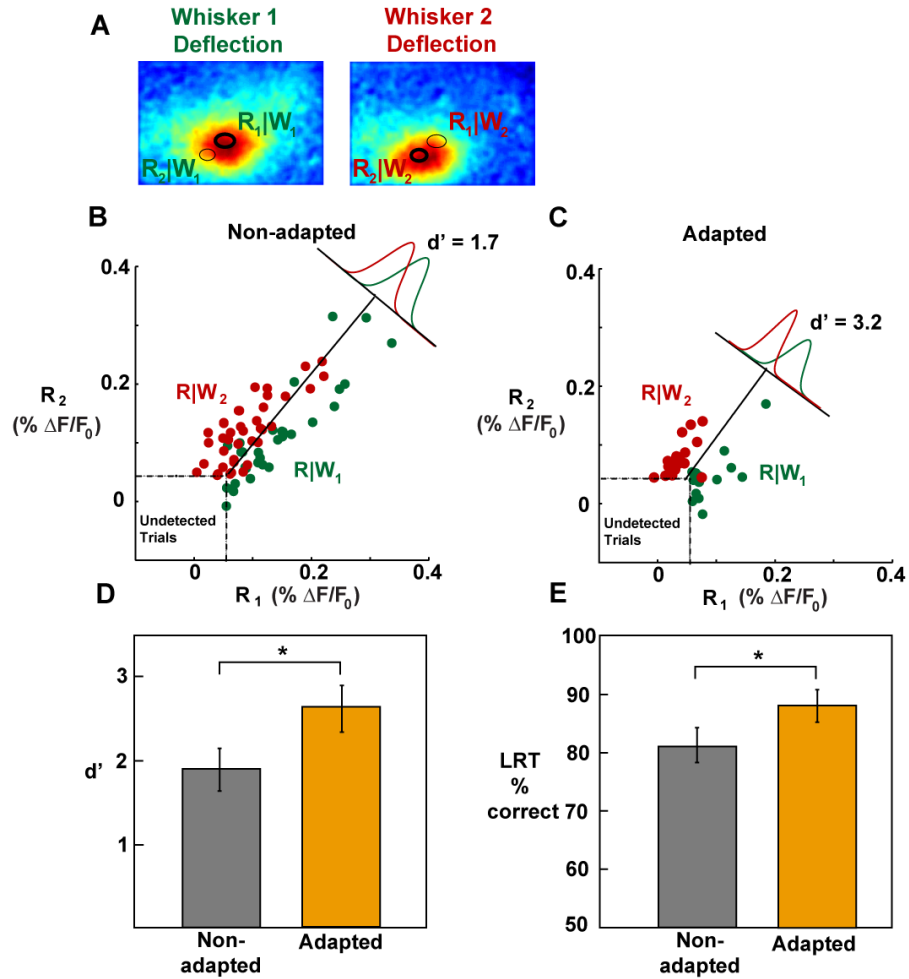 A
Whisker 1
Deflection
Whisker 2
Deflection
R₁|W₁
R₂|W₁
R₁|W₂
R₂|W₂
B
Non-adapted
d' = 1.7
0.4
0.2
0
R₂
(% ΔF/F₀)
R|W₂
R|W₁
Undetected
Trials
0
0.2
0.4
R₁ (% ΔF/F₀)
C
Adapted
d' = 3.2
0.4
0.2
0
R₂
(% ΔF/F₀)
R|W₂
R|W₁
Undetected
Trials
0
0.2
0.4
R₁ (% ΔF/F₀)
D
*
3
2
1
d'
Non-
adapted
Adapted
E
*
100
90
80
70
60
50
LRT
%
correct
Non-
adapted
Adapted